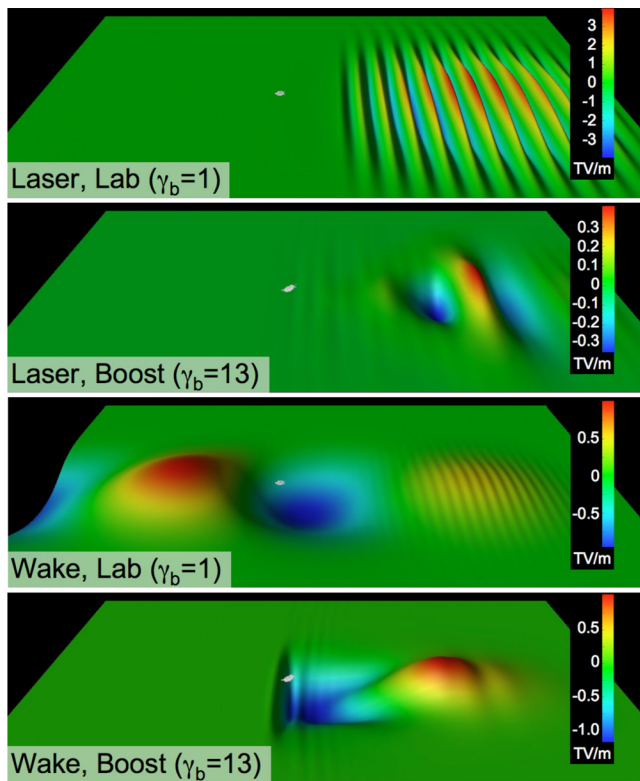 3
2
1
0
-1
-2
-3
TV/m
Laser, Lab (γb=1)
0.3
0.2
0.1
0
-0.1
-0.2
-0.3
TV/m
Laser, Boost (γb=13)
0.5
0
-0.5
TV/m
Wake, Lab (γb=1)
0.5
0
-0.5
-1.0
TV/m
Wake, Boost (γb=13)